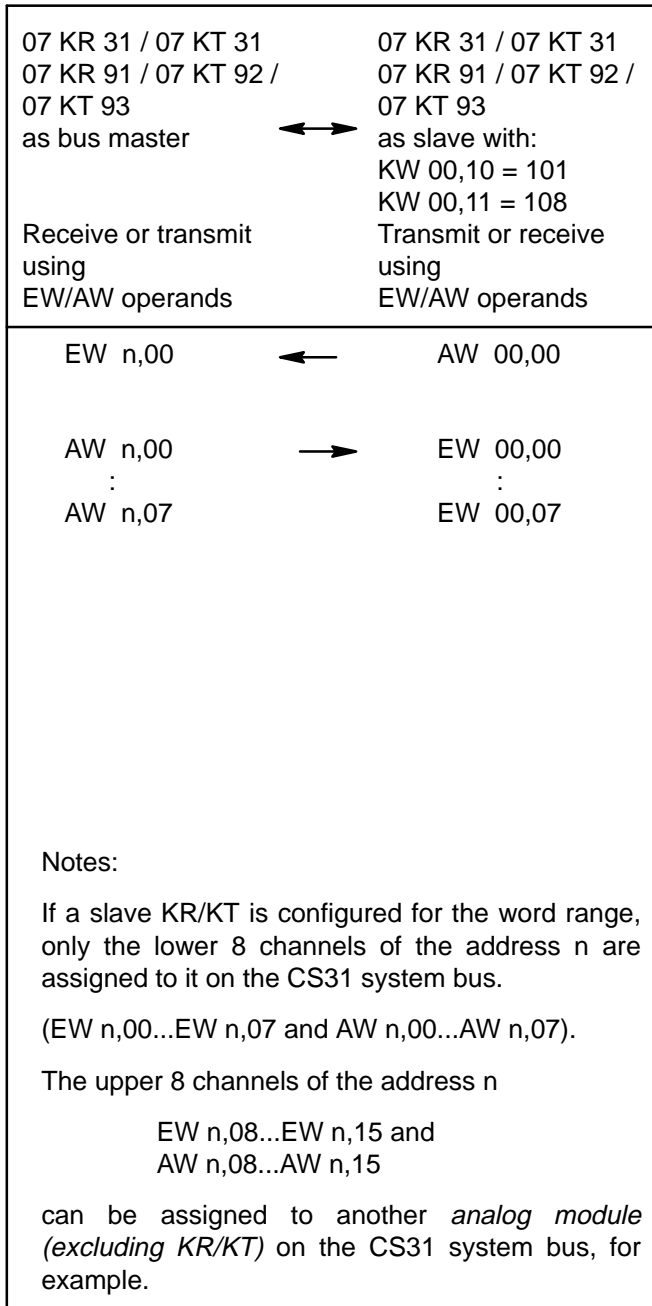 07 KR 31 / 07 KT 31
07 KR 91 / 07 KT 92 /
07 KT 93
as bus master
Receive or transmit
using
EW/AW operands
07 KR 31 / 07 KT 31
07 KR 91 / 07 KT 92 /
07 KT 93
as slave with:
KW 00,10 = 101
KW 00,11 = 108
Transmit or receive
using
EW/AW operands
EW n,00 AW 00,00
AW n,00 EW 00,00
: :
AW n,07 EW 00,07
Notes:
If a slave KR/KT is configured for the word range,
only the lower 8 channels of the address n are
assigned to it on the CS31 system bus.
(EW n,00...EW n,07 and AW n,00...AW n,07).
The upper 8 channels of the address n
EW n,08...EW n,15 and
AW n,08...AW n,15
can be assigned to another analog module
(excluding KR/KT) on the CS31 system bus, for
example.